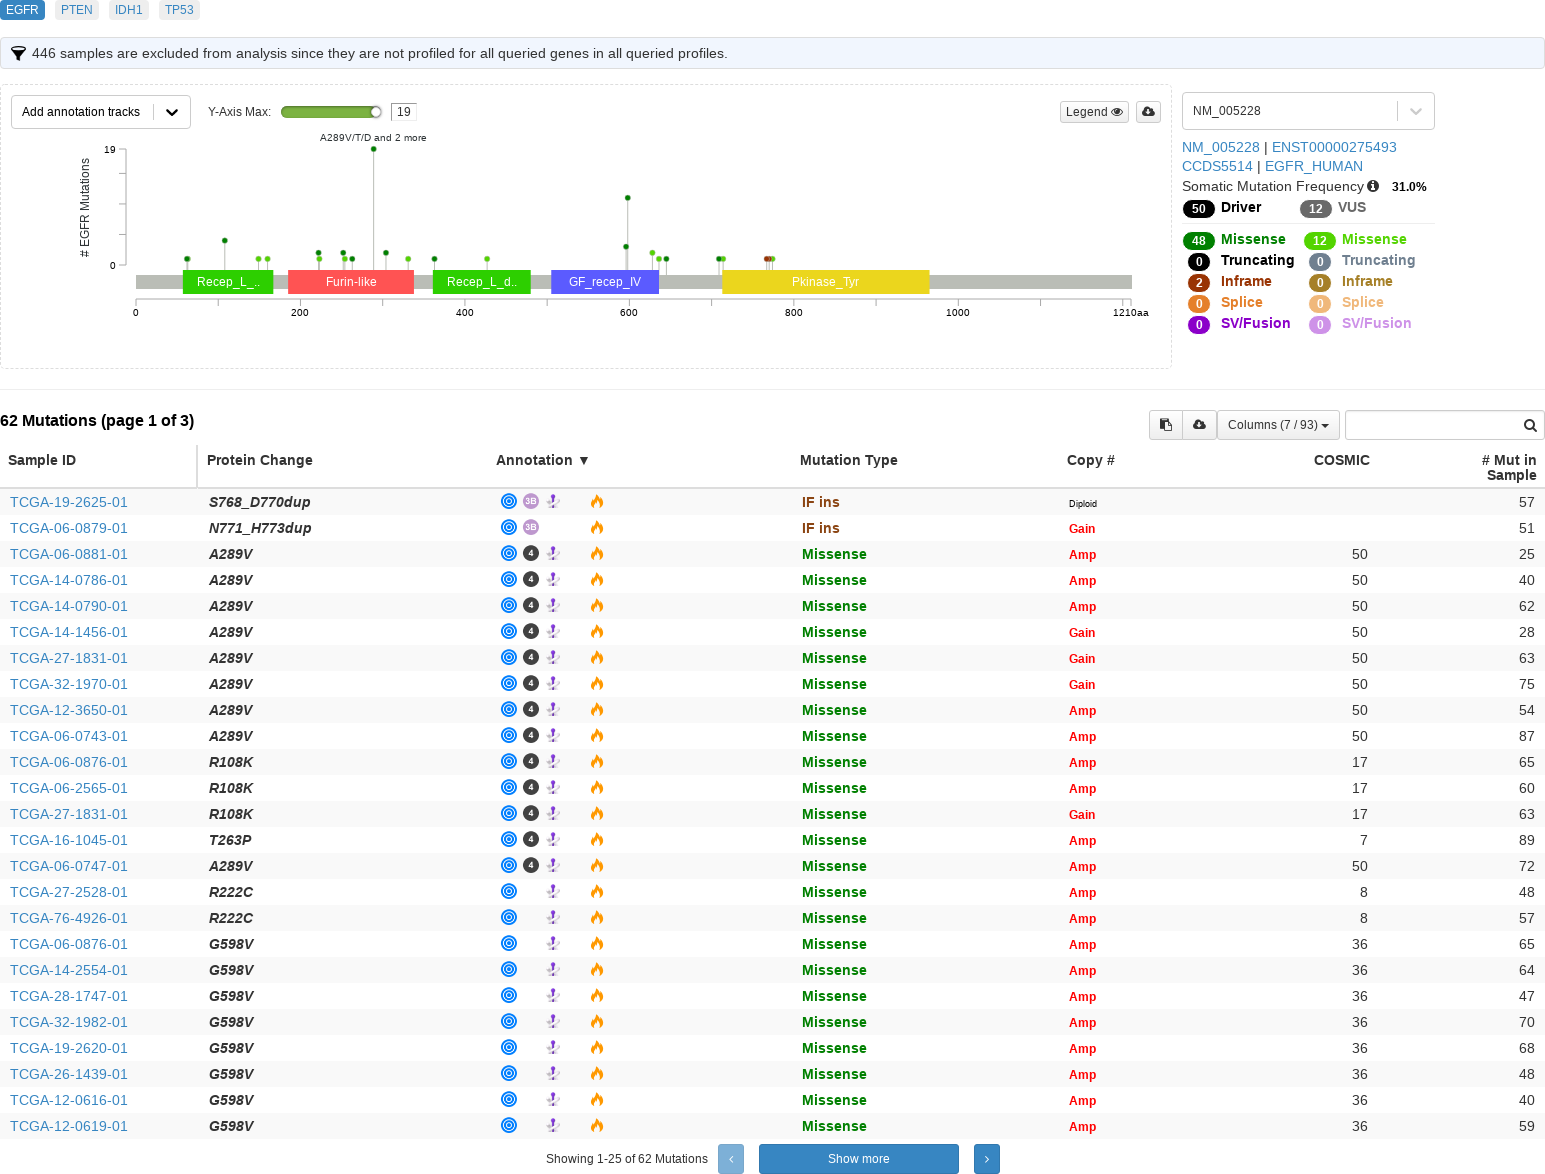 EGFR PTEN IDH1 TP53
446 samples are excluded from analysis since they are not profiled for all queried genes in all queried profiles.
Add annotation tracks Y-Axis Max: 19 Legend
A289V/T/D and 2 more
# EGFR Mutations
19
0
Recep_L_.. Furin-like Recep_L_d.. GF_recep_IV Pkinase_Tyr
0 200 400 600 800 1000 1210aa
NM_005228
NM_005228 | ENST00000275493
CCDS5514 | EGFR_HUMAN
Somatic Mutation Frequency 31.0%
50 Driver 12 VUS
48 Missense 12 Missense
0 Truncating 0 Truncating
2 Inframe 0 Inframe
0 Splice 0 Splice
0 SV/Fusion 0 SV/Fusion
62 Mutations (page 1 of 3) Columns (7 / 93)
Sample ID Protein Change Annotation ▼ Mutation Type Copy # COSMIC # Mut in
Sample
TCGA-19-2625-01 S768_D770dup 3B IF ins Diploid 57
TCGA-06-0879-01 N771_H773dup 3B IF ins Gain 51
TCGA-06-0881-01 A289V 4 Missense Amp 50 25
TCGA-14-0786-01 A289V 4 Missense Amp 50 40
TCGA-14-0790-01 A289V 4 Missense Amp 50 62
TCGA-14-1456-01 A289V 4 Missense Gain 50 28
TCGA-27-1831-01 A289V 4 Missense Gain 50 63
TCGA-32-1970-01 A289V 4 Missense Gain 50 75
TCGA-12-3650-01 A289V 4 Missense Amp 50 54
TCGA-06-0743-01 A289V 4 Missense Amp 50 87
TCGA-06-0876-01 R108K 4 Missense Amp 17 65
TCGA-06-2565-01 R108K 4 Missense Amp 17 60
TCGA-27-1831-01 R108K 4 Missense Gain 17 63
TCGA-16-1045-01 T263P 4 Missense Amp 7 89
TCGA-06-0747-01 A289V 4 Missense Amp 50 72
TCGA-27-2528-01 R222C Missense Amp 8 48
TCGA-76-4926-01 R222C Missense Amp 8 57
TCGA-06-0876-01 G598V Missense Amp 36 65
TCGA-14-2554-01 G598V Missense Amp 36 64
TCGA-28-1747-01 G598V Missense Amp 36 47
TCGA-32-1982-01 G598V Missense Amp 36 70
TCGA-19-2620-01 G598V Missense Amp 36 68
TCGA-26-1439-01 G598V Missense Amp 36 48
TCGA-12-0616-01 G598V Missense Amp 36 40
TCGA-12-0619-01 G598V Missense Amp 36 59
Showing 1-25 of 62 Mutations ‹ Show more ›